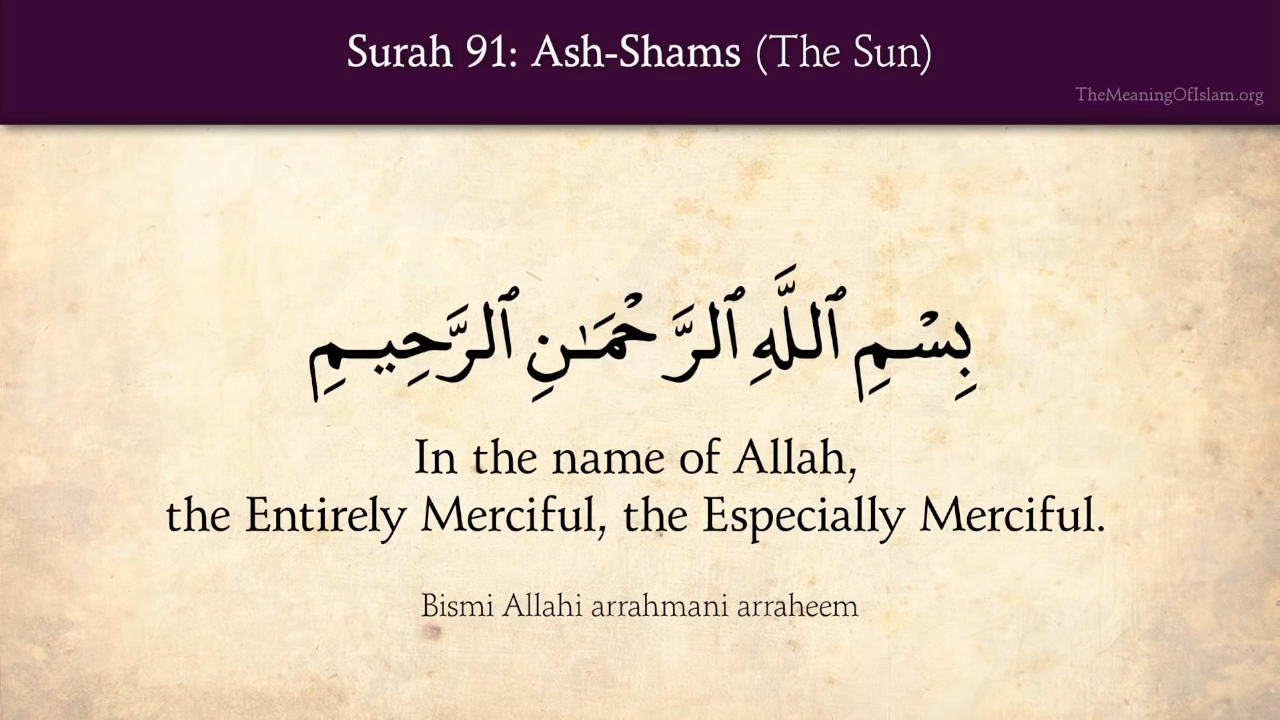 Surah 91: Ash-Shams (The Sun)
TheMeaningOfIslam.org
بِسْمِ ٱللَّهِ ٱلرَّحْمَـٰنِ ٱلرَّحِيمِ
In the name of Allah,
the Entirely Merciful, the Especially Merciful.
Bismi Allahi arrahmani arraheem